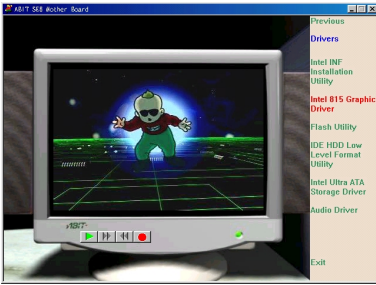 ABIT SE6 Mother Board
Previous
Drivers
Intel INF
Installation
Utility
Intel 815 Graphic
Driver
Flash Utility
IDE HDD Low
Level Format
Utility
Intel Ultra ATA
Storage Driver
Audio Driver
Exit
ABIT